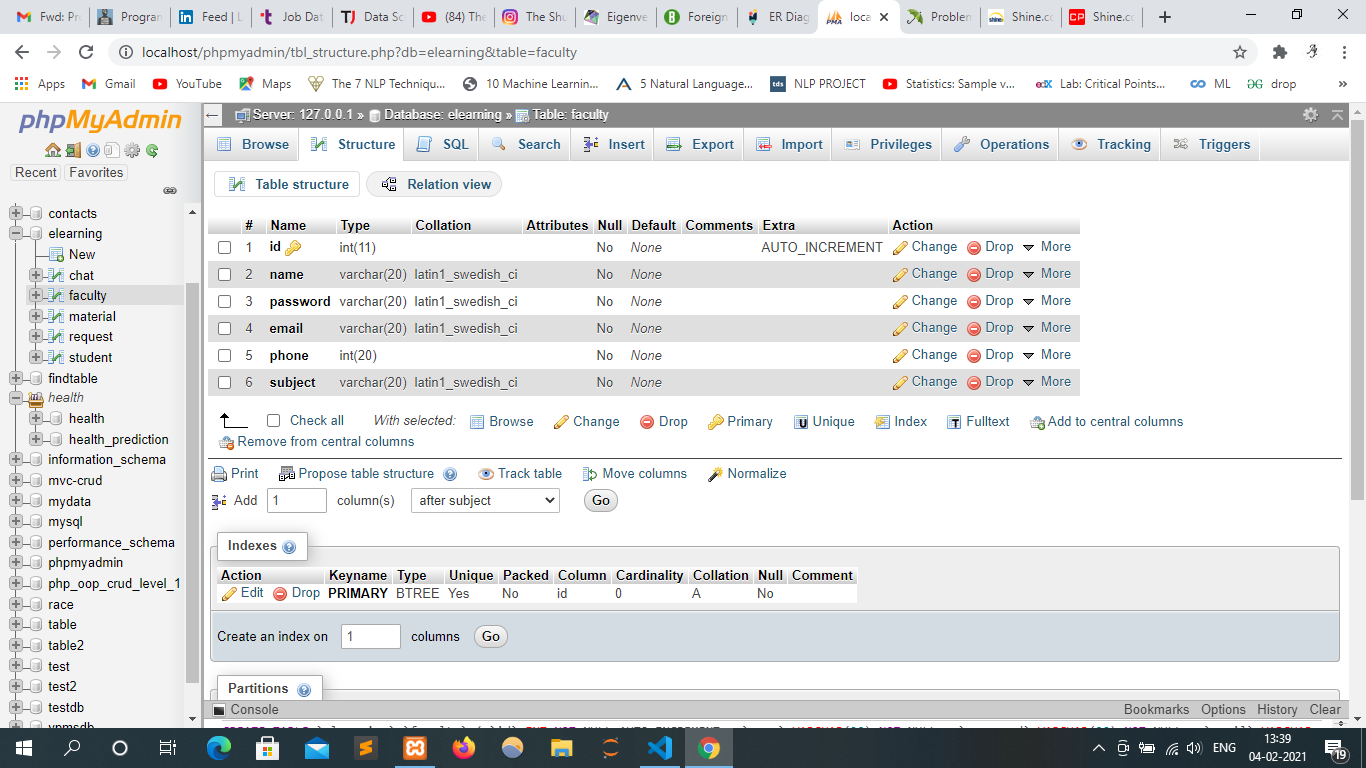 Fwd: Pr
Program
Feed | L
Job Dat
Data Sc
(84) The
The Shu
Eigenve
Foreign
ER Diag
loca
Problem
Shine.co
Shine.co
localhost/phpmyadmin/tbl_structure.php?db=elearning&table=faculty
Apps
Gmail
YouTube
Maps
The 7 NLP Techniqu...
10 Machine Learnin...
5 Natural Language...
tds NLP PROJECT
Statistics: Sample v...
edX Lab: Critical Points...
ML
drop
»
phpMyAdmin
Recent Favorites
contacts
elearning
New
chat
faculty
material
request
student
findtable
health
health
health_prediction
information_schema
mvc-crud
mydata
mysql
performance_schema
phpmyadmin
php_oop_crud_level_1
race
table
table2
test
test2
testdb
Server: 127.0.0.1 » Database: elearning » Table: faculty
Browse Structure SQL Search Insert Export Import Privileges Operations Tracking Triggers
Table structure Relation view
# Name Type Collation Attributes Null Default Comments Extra Action
1 id int(11) No None AUTO_INCREMENT Change Drop More
2 name varchar(20) latin1_swedish_ci No None Change Drop More
3 password varchar(20) latin1_swedish_ci No None Change Drop More
4 email varchar(20) latin1_swedish_ci No None Change Drop More
5 phone int(20) No None Change Drop More
6 subject varchar(20) latin1_swedish_ci No None Change Drop More
Check all With selected: Browse Change Drop Primary Unique Index Fulltext Add to central columns
Remove from central columns
Print Propose table structure Track table Move columns Normalize
Add 1 column(s) after subject Go
Indexes
Action Keyname Type Unique Packed Column Cardinality Collation Null Comment
Edit Drop PRIMARY BTREE Yes No id 0 A No
Create an index on 1 columns Go
Partitions
Console Bookmarks Options History Clear
ENG
13:39
04-02-2021
19